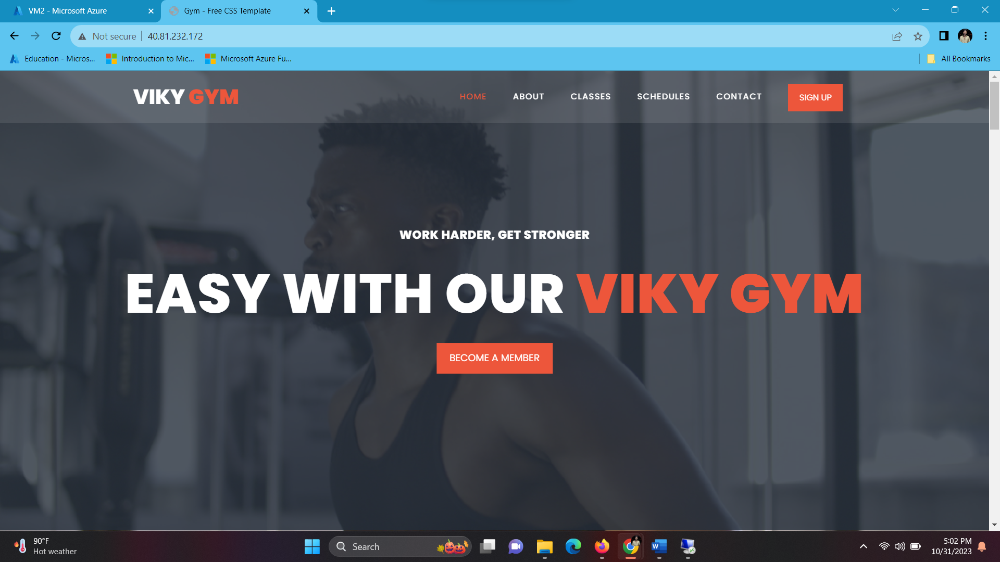 VM2 - Microsoft Azure
Gym - Free CSS Template
Not secure
40.81.232.172
Education - Micros...
Introduction to Mic...
Microsoft Azure Fu...
All Bookmarks
VIKY GYM
HOME
ABOUT
CLASSES
SCHEDULES
CONTACT
SIGN UP
WORK HARDER, GET STRONGER
EASY WITH OUR VIKY GYM
BECOME A MEMBER
90°F
Hot weather
Search
5:02 PM
10/31/2023